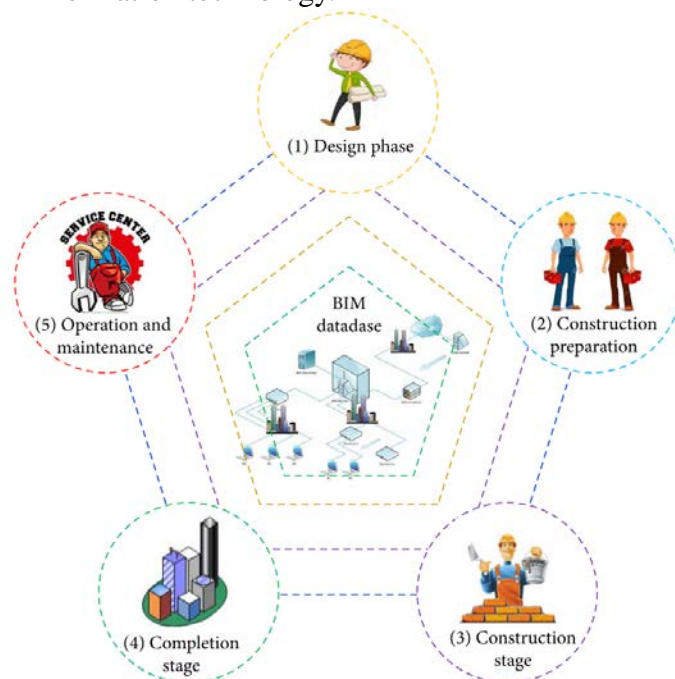 technology.
(1) Design phase
SERVICE CENTER
(5) Operation and
maintenance
BIM
datadase
(2) Construction
preparation
(4) Completion
stage
(3) Construction
stage